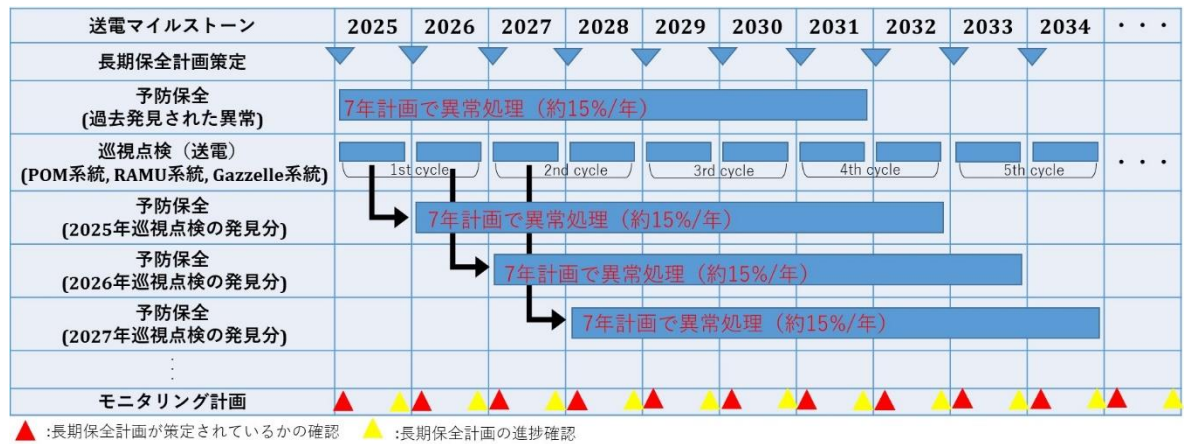 送電マイルストーン 2025 2026 2027 2028 2029 2030 2031 2032 2033 2034 ・・・
長期保全計画策定
予防保全
(過去発見された異常)
7年計画で異常処理（約15%/年）
巡視点検（送電）
(POM系統, RAMU系統, Gazzelle系統)
1st cycle 2nd cycle 3rd cycle 4th cycle 5th cycle ・・・
予防保全
(2025年巡視点検の発見分)
7年計画で異常処理（約15%/年）
予防保全
(2026年巡視点検の発見分)
7年計画で異常処理（約15%/年）
予防保全
(2027年巡視点検の発見分)
7年計画で異常処理（約15%/年）
⋮
モニタリング計画
:長期保全計画が策定されているかの確認 :長期保全計画の進捗確認